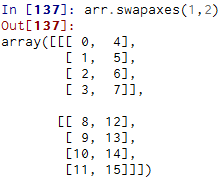 In [137]: arr.swapaxes(1,2)
Out[137]:
array([[[ 0,  4],
        [ 1,  5],
        [ 2,  6],
        [ 3,  7]],
       [[ 8, 12],
        [ 9, 13],
        [10, 14],
        [11, 15]]])